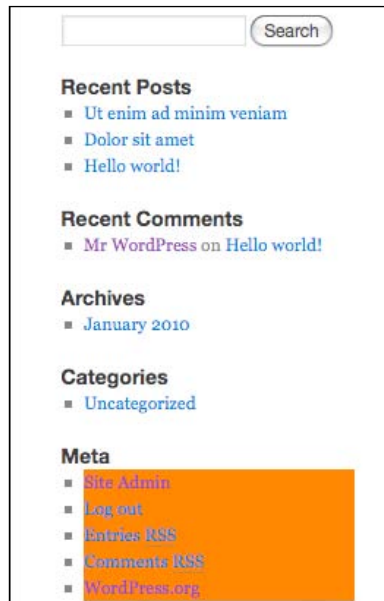 Search
Recent Posts
Ut enim ad minim veniam
Dolor sit amet
Hello world!
Recent Comments
Mr WordPress on Hello world!
Archives
January 2010
Categories
Uncategorized
Meta
Site Admin
Log out
Entries RSS
Comments RSS
WordPress.org